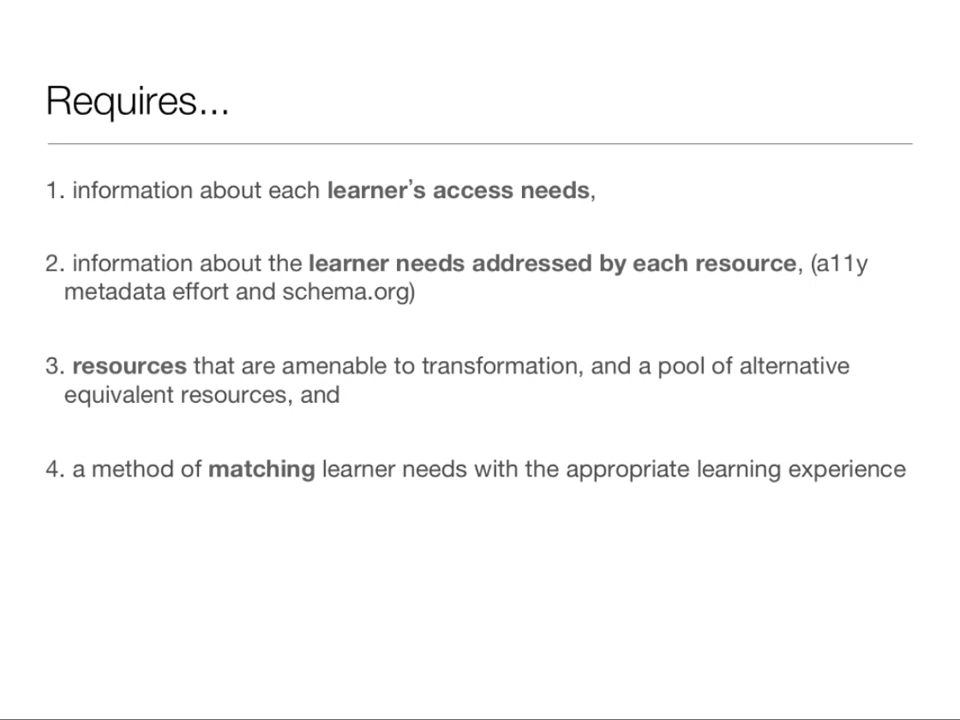 Requires...
1. information about each learner's access needs,
2. information about the learner needs addressed by each resource, (a11y
metadata effort and schema.org)
3. resources that are amenable to transformation, and a pool of alternative
equivalent resources, and
4. a method of matching learner needs with the appropriate learning experience